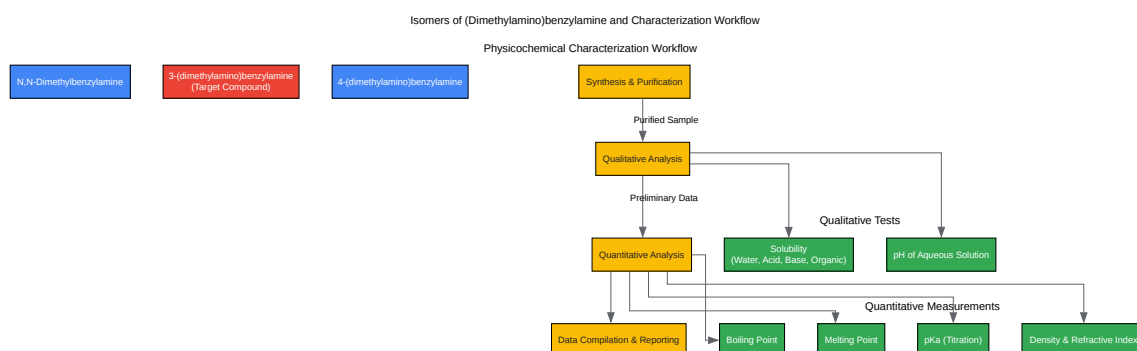 Isomers of (Dimethylamino)benzylamine and Characterization Workflow
Physicochemical Characterization Workflow
N,N-Dimethylbenzylamine
3-(dimethylamino)benzylamine
(Target Compound)
4-(dimethylamino)benzylamine
Synthesis & Purification
Purified Sample
Qualitative Analysis
Preliminary Data
Qualitative Tests
Quantitative Analysis
Solubility
(Water, Acid, Base, Organic)
pH of Aqueous Solution
Quantitative Measurements
Data Compilation & Reporting
Boiling Point
Melting Point
pKa (Titration)
Density & Refractive Index